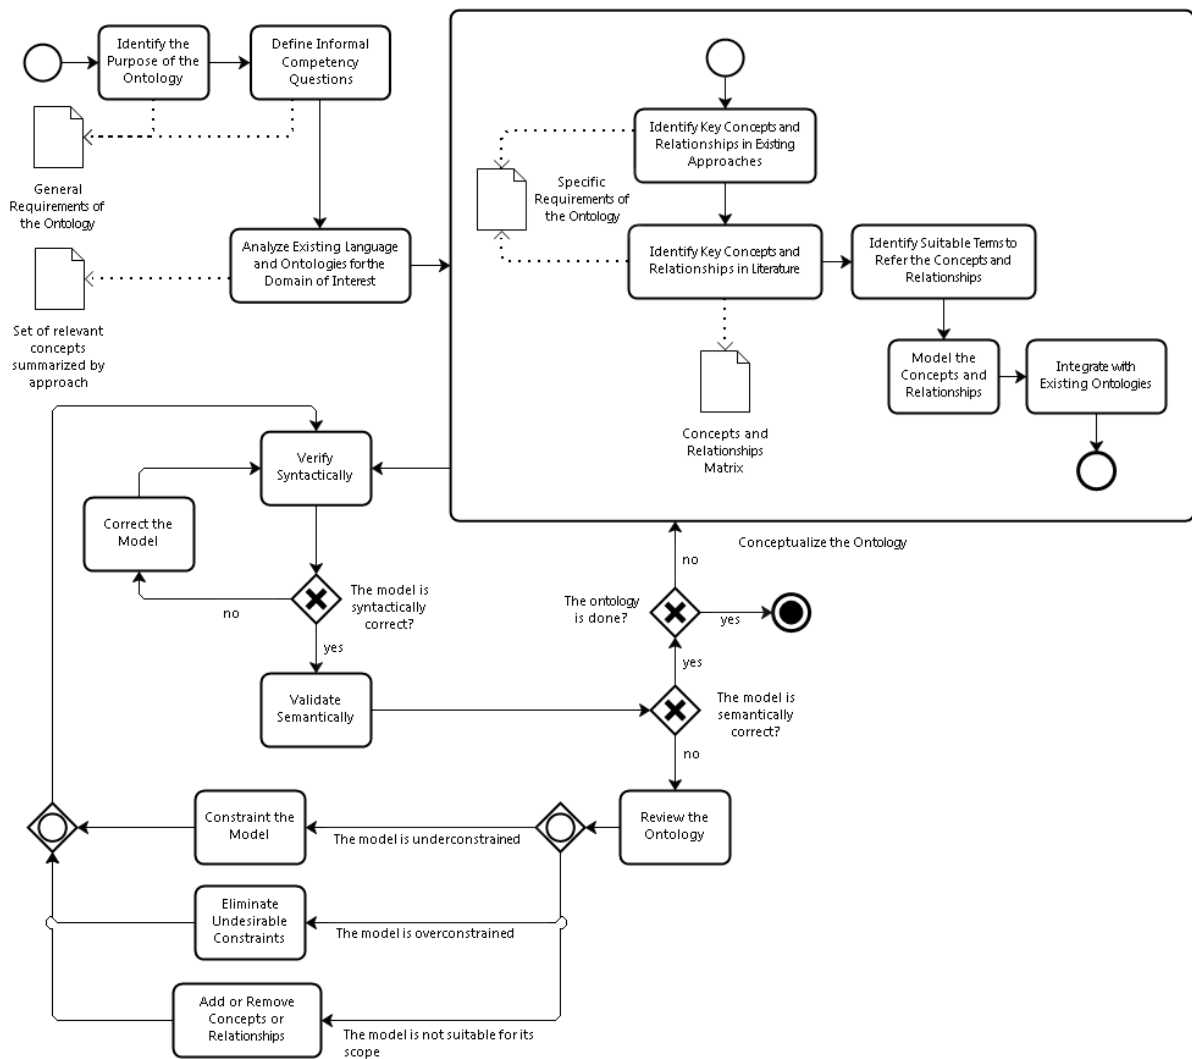 Identify the
Purpose of the
Ontology
Define Informal
Competency
Questions
General
Requirements of
the Ontology
Analyze Existing Language
and Ontologies for the
Domain of Interest
Set of relevant
concepts
summarized by
approach
Identify Key Concepts and
Relationships in Existing
Approaches
Specific
Requirements of
the Ontology
Identify Key Concepts and
Relationships in Literature
Identify Suitable Terms to
Refer the Concepts and
Relationships
Model the
Concepts and
Relationships
Integrate with
Existing Ontologies
Concepts and
Relationships
Matrix
Conceptualize the Ontology
Verify
Syntactically
Correct the
Model
no
The model is
syntactically
correct?
yes
Validate
Semantically
no
The ontology
is done?
yes
yes
The model is
semantically
correct?
no
Review the
Ontology
Constraint the
Model
The model is underconstrained
Eliminate
Undesirable
Constraints
The model is overconstrained
Add or Remove
Concepts or
Relationships
The model is not suitable for its
scope